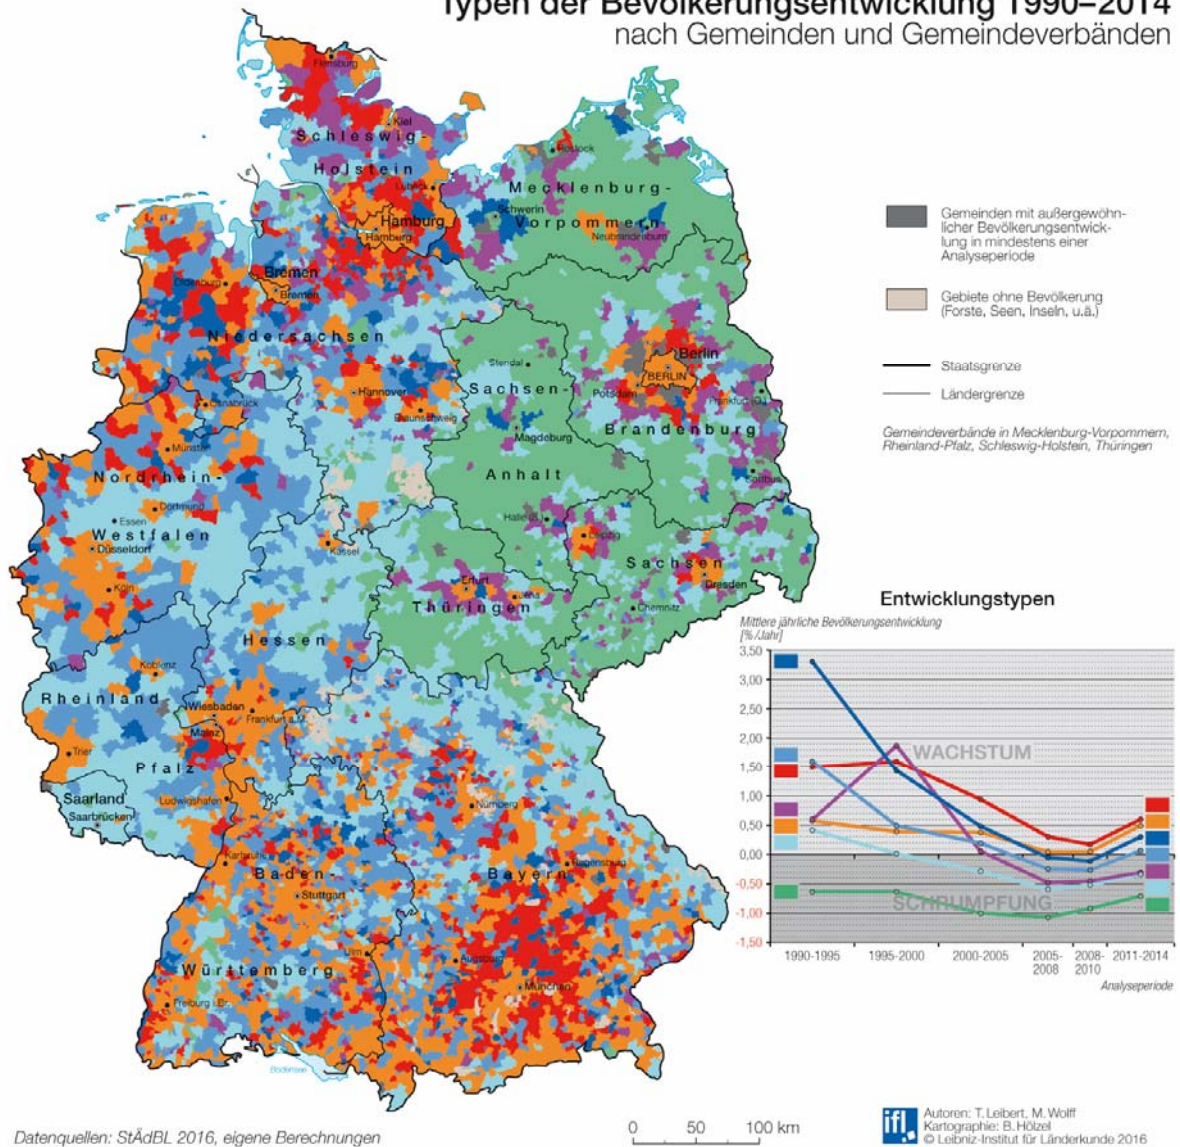 Typen der Bevölkerungsentwicklung 1990–2014
nach Gemeinden und Gemeindeverbänden
Flensburg
Kiel
Schleswig-
Holstein
Lübeck
Hamburg
Hamburg
Rostock
Mecklenburg-
Schwerin
Vorpommern
Neubrandenburg
Bremen
Bremen
Oldenburg
Niedersachsen
Hannover
Braunschweig
Osnabrück
Stendal
Sachsen-
Magdeburg
Anhalt
Halle (S.)
Berlin
BERLIN
Potsdam
Frankfurt (O.)
Brandenburg
Cottbus
Münster
Nordrhein-
Dortmund
Essen
Westfalen
Düsseldorf
Köln
Kassel
Leipzig
Sachsen
Dresden
Chemnitz
Erfurt
Jena
Thüringen
Hessen
Koblenz
Rheinland
Wiesbaden
Frankfurt a.M.
Mainz
Trier
Pfalz
Saarland
Saarbrücken
Ludwigshafen
Nürnberg
Karlsruhe
Baden-
Stuttgart
Regensburg
Bayern
Ulm
Augsburg
Württemberg
München
Freiburg i.Br.
Bodensee
Gemeinden mit außergewöhn-
licher Bevölkerungsentwick-
lung in mindestens einer
Analyseperiode
Gebiete ohne Bevölkerung
(Forste, Seen, Inseln, u.ä.)
Staatsgrenze
Ländergrenze
Gemeindeverbände in Mecklenburg-Vorpommern,
Rheinland-Pfalz, Schleswig-Holstein, Thüringen
Entwicklungstypen
Mittlere jährliche Bevölkerungsentwicklung
[%/Jahr]
3,50
3,00
2,50
2,00
1,50
1,00
0,50
0,00
-0,50
-1,00
-1,50
WACHSTUM
SCHRUMPFUNG
1990-1995
1995-2000
2000-2005
2005-
2008
2008-
2010
2011-2014
Analyseperiode
Datenquellen: StÄdBL 2016, eigene Berechnungen
0 50 100 km
ifl
Autoren: T. Leibert, M. Wolff
Kartographie: B. Hölzel
© Leibniz-Institut für Länderkunde 2016